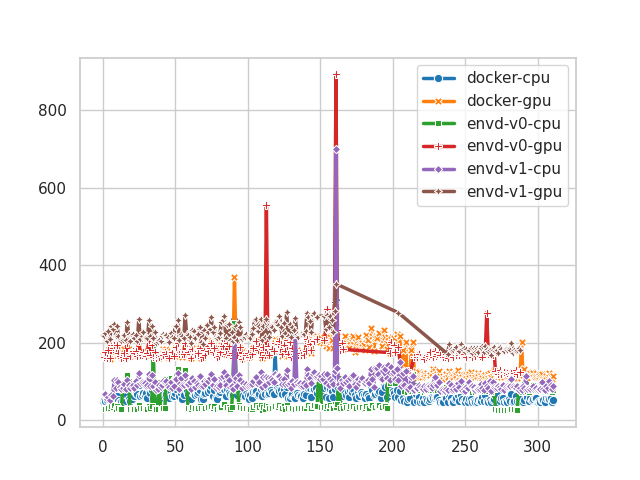 docker-cpu
docker-gpu
envd-v0-cpu
envd-v0-gpu
envd-v1-cpu
envd-v1-gpu
800
600
400
200
0
0 50 100 150 200 250 300